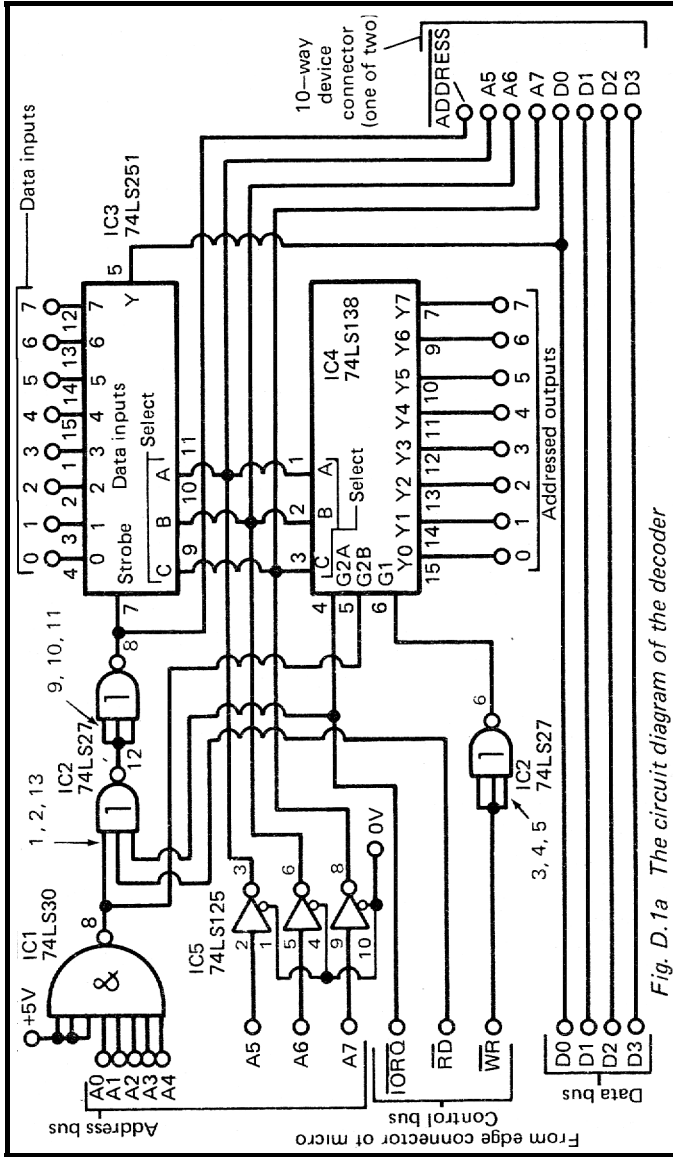 +5V
IC1
74LS30
&
8
A0
A1
A2
A3
A4
Address bus
1, 2, 13
IC2
74LS27
1
12
9, 10, 11
1
8
Data inputs
0
1
2
3
4
5
6
7
4
3
2
1
15
14
13
12
0
1
2
3
4
5
6
7
Strobe
Data inputs
Select
C
B
A
Y
7
9
10
11
5
IC3
74LS251
10—way
device
connector
(one of two)
ADDRESS
A5
A6
A7
D0
D1
D2
D3
IC5
74LS125
A5
2
3
1
A6
5
6
4
A7
9
8
10
0V
3
2
1
C
B
A
Select
IC4
74LS138
4
5
6
G2A
G2B
G1
Y0
Y1
Y2
Y3
Y4
Y5
Y6
Y7
15
14
13
12
11
10
9
7
0
1
2
3
4
5
6
7
Addressed outputs
IORQ
RD
WR
Control bus
From edge connector of micro
3, 4, 5
1
6
IC2
74LS27
D0
D1
D2
D3
Data bus
Fig. D.1a The circuit diagram of the decoder